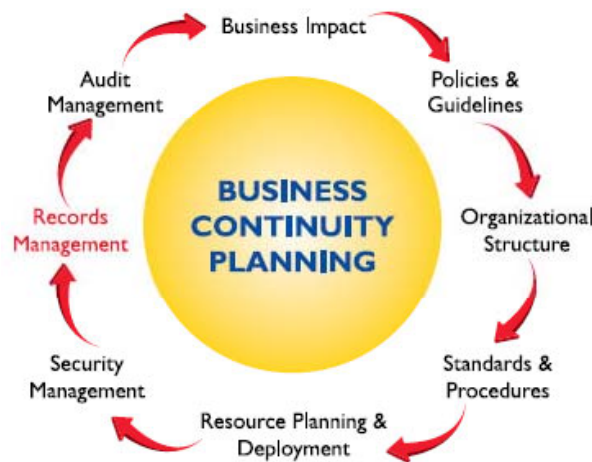 Business Impact
Policies &
Guidelines
Organizational
Structure
Standards &
Procedures
Resource Planning &
Deployment
Security
Management
Records
Management
Audit
Management
BUSINESS
CONTINUITY
PLANNING